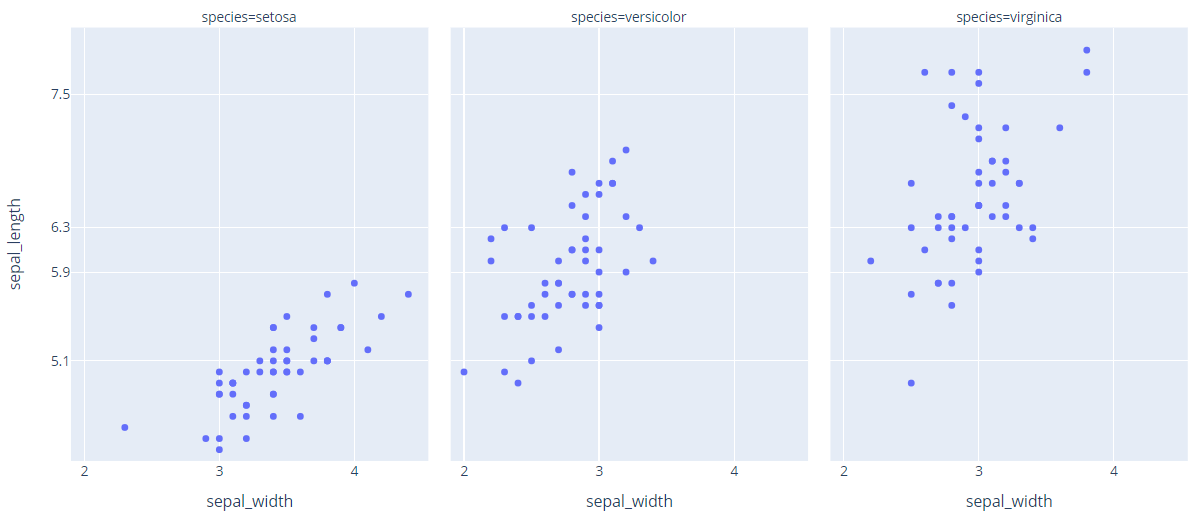 species=setosa
species=versicolor
species=virginica
7.5
6.3
5.9
5.1
sepal_length
2 3 4
2 3 4
2 3 4
sepal_width
sepal_width
sepal_width